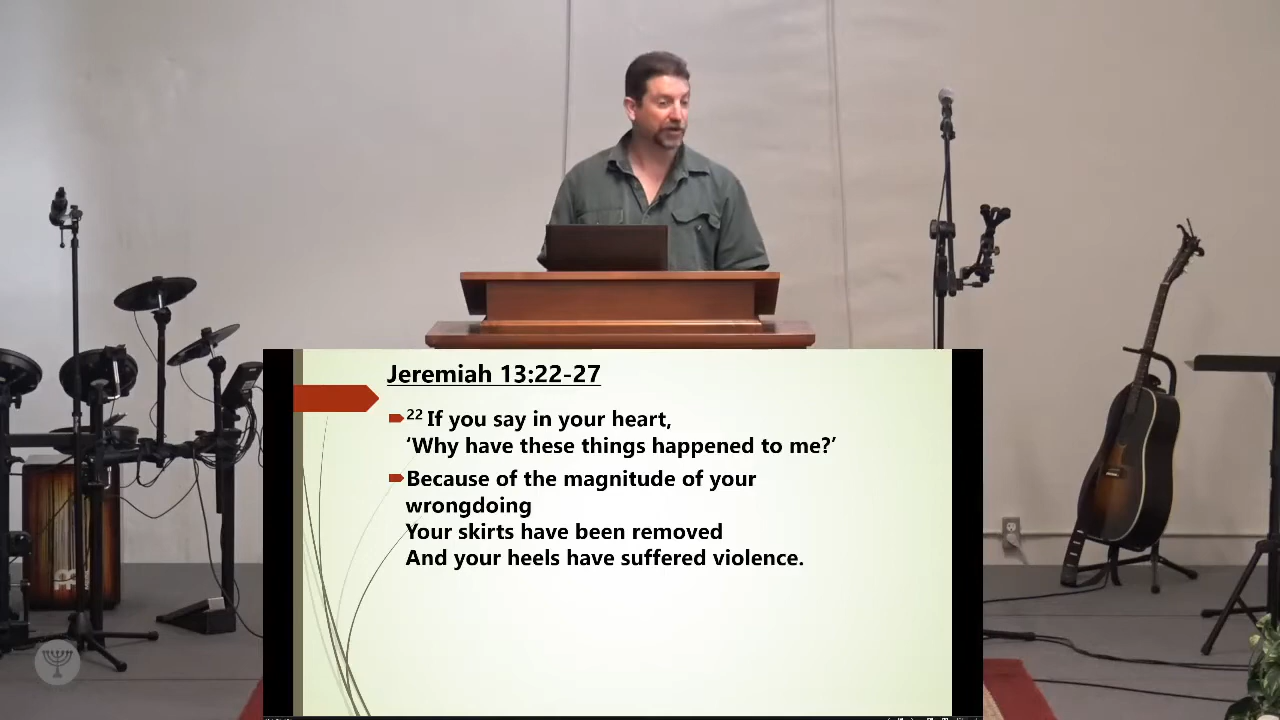 Jeremiah 13:22-27
22 If you say in your heart,
‘Why have these things happened to me?’
Because of the magnitude of your
wrongdoing
Your skirts have been removed
And your heels have suffered violence.